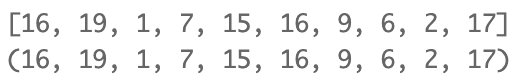 [16, 19, 1, 7, 15, 16, 9, 6, 2, 17]
(16, 19, 1, 7, 15, 16, 9, 6, 2, 17)